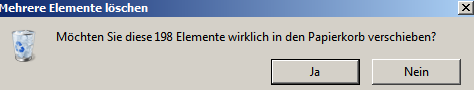 Mehrere Elemente löschen
Möchten Sie diese 198 Elemente wirklich in den Papierkorb verschieben?
Ja
Nein